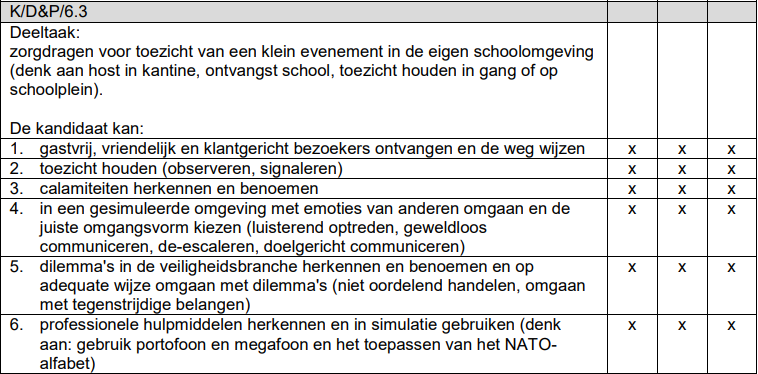 K/D&P/6.3
Deeltaak:
zorgdragen voor toezicht van een klein evenement in de eigen schoolomgeving
(denk aan host in kantine, ontvangst school, toezicht houden in gang of op
schoolplein).
De kandidaat kan:
1. gastvrij, vriendelijk en klantgericht bezoekers ontvangen en de weg wijzen x x x
2. toezicht houden (observeren, signaleren) x x x
3. calamiteiten herkennen en benoemen x x x
4. in een gesimuleerde omgeving met emoties van anderen omgaan en de x x x
juiste omgangsvorm kiezen (luisterend optreden, geweldloos
communiceren, de-escaleren, doelgericht communiceren)
5. dilemma's in de veiligheidsbranche herkennen en benoemen en op x x x
adequate wijze omgaan met dilemma's (niet oordelend handelen, omgaan
met tegenstrijdige belangen)
6. professionele hulpmiddelen herkennen en in simulatie gebruiken (denk x x x
aan: gebruik portofoon en megafoon en het toepassen van het NATO-
alfabet)